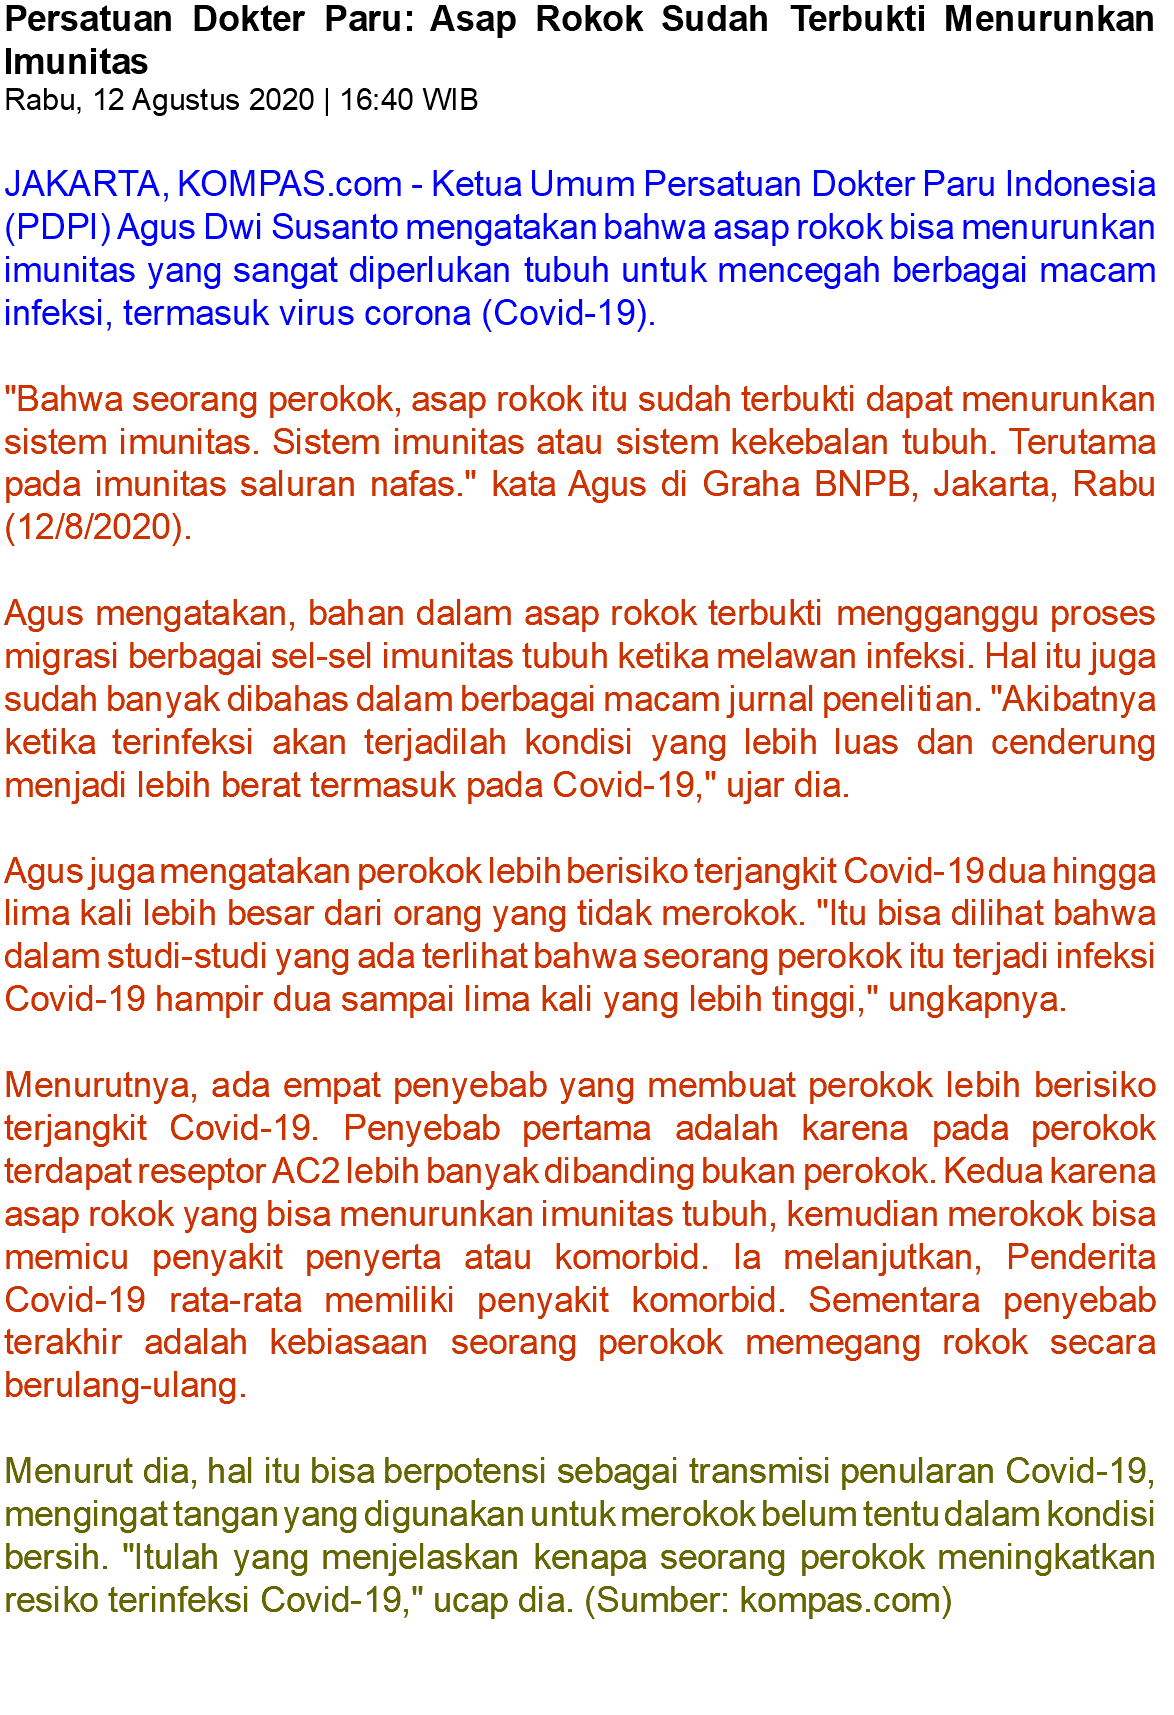 Persatuan Dokter Paru: Asap Rokok Sudah Terbukti Menurunkan
Imunitas
Rabu, 12 Agustus 2020 | 16:40 WIB
JAKARTA, KOMPAS.com - Ketua Umum Persatuan Dokter Paru Indonesia
(PDPI) Agus Dwi Susanto mengatakan bahwa asap rokok bisa menurunkan
imunitas yang sangat diperlukan tubuh untuk mencegah berbagai macam
infeksi, termasuk virus corona (Covid-19).
"Bahwa seorang perokok, asap rokok itu sudah terbukti dapat menurunkan
sistem imunitas. Sistem imunitas atau sistem kekebalan tubuh. Terutama
pada imunitas saluran nafas." kata Agus di Graha BNPB, Jakarta, Rabu
(12/8/2020).
Agus mengatakan, bahan dalam asap rokok terbukti mengganggu proses
migrasi berbagai sel-sel imunitas tubuh ketika melawan infeksi. Hal itu juga
sudah banyak dibahas dalam berbagai macam jurnal penelitian. "Akibatnya
ketika terinfeksi akan terjadilah kondisi yang lebih luas dan cenderung
menjadi lebih berat termasuk pada Covid-19," ujar dia.
Agus juga mengatakan perokok lebih berisiko terjangkit Covid-19 dua hingga
lima kali lebih besar dari orang yang tidak merokok. "Itu bisa dilihat bahwa
dalam studi-studi yang ada terlihat bahwa seorang perokok itu terjadi infeksi
Covid-19 hampir dua sampai lima kali yang lebih tinggi," ungkapnya.
Menurutnya, ada empat penyebab yang membuat perokok lebih berisiko
terjangkit Covid-19. Penyebab pertama adalah karena pada perokok
terdapat reseptor AC2 lebih banyak dibanding bukan perokok. Kedua karena
asap rokok yang bisa menurunkan imunitas tubuh, kemudian merokok bisa
memicu penyakit penyerta atau komorbid. Ia melanjutkan, Penderita
Covid-19 rata-rata memiliki penyakit komorbid. Sementara penyebab
terakhir adalah kebiasaan seorang perokok memegang rokok secara
berulang-ulang.
Menurut dia, hal itu bisa berpotensi sebagai transmisi penularan Covid-19,
mengingat tangan yang digunakan untuk merokok belum tentu dalam kondisi
bersih. "Itulah yang menjelaskan kenapa seorang perokok meningkatkan
resiko terinfeksi Covid-19," ucap dia. (Sumber: kompas.com)